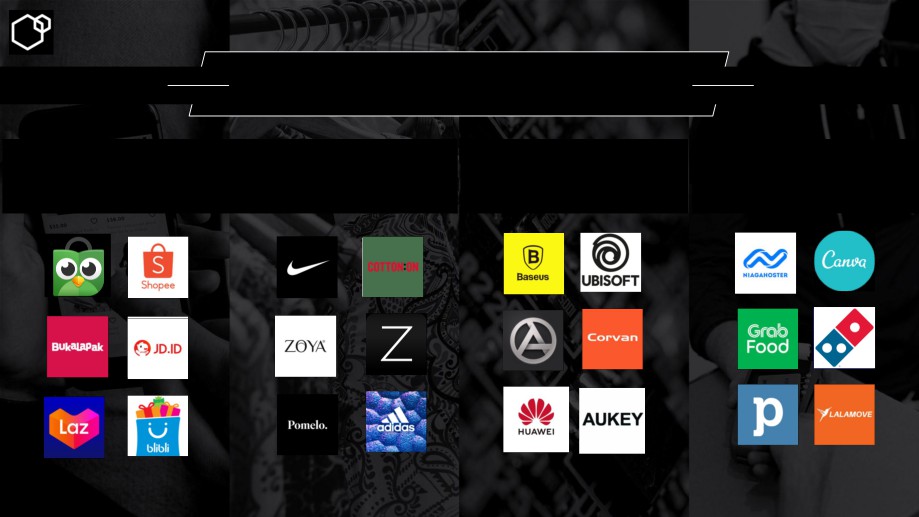 Shopee
BUKALAPAK
JD.ID
Laz
blibli
COTTON:ON
ZOYA
Z
Pomelo.
adidas
Baseus
UBISOFT
Corvan
HUAWEI
AUKEY
NIAGAHOSTER
Canva
Grab
Food
p
LALAMOVE